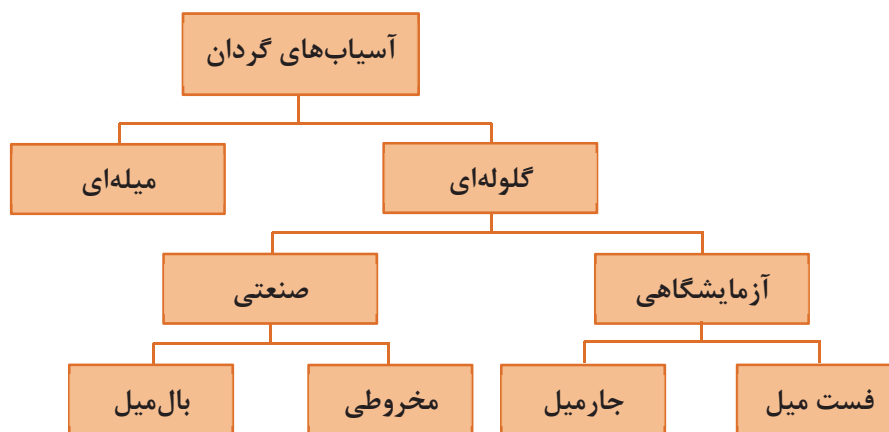 آسیاب‌های گردان
گلوله‌ای
میله‌ای
آزمایشگاهی
صنعتی
فست میل
جارمیل
مخروطی
بال‌میل